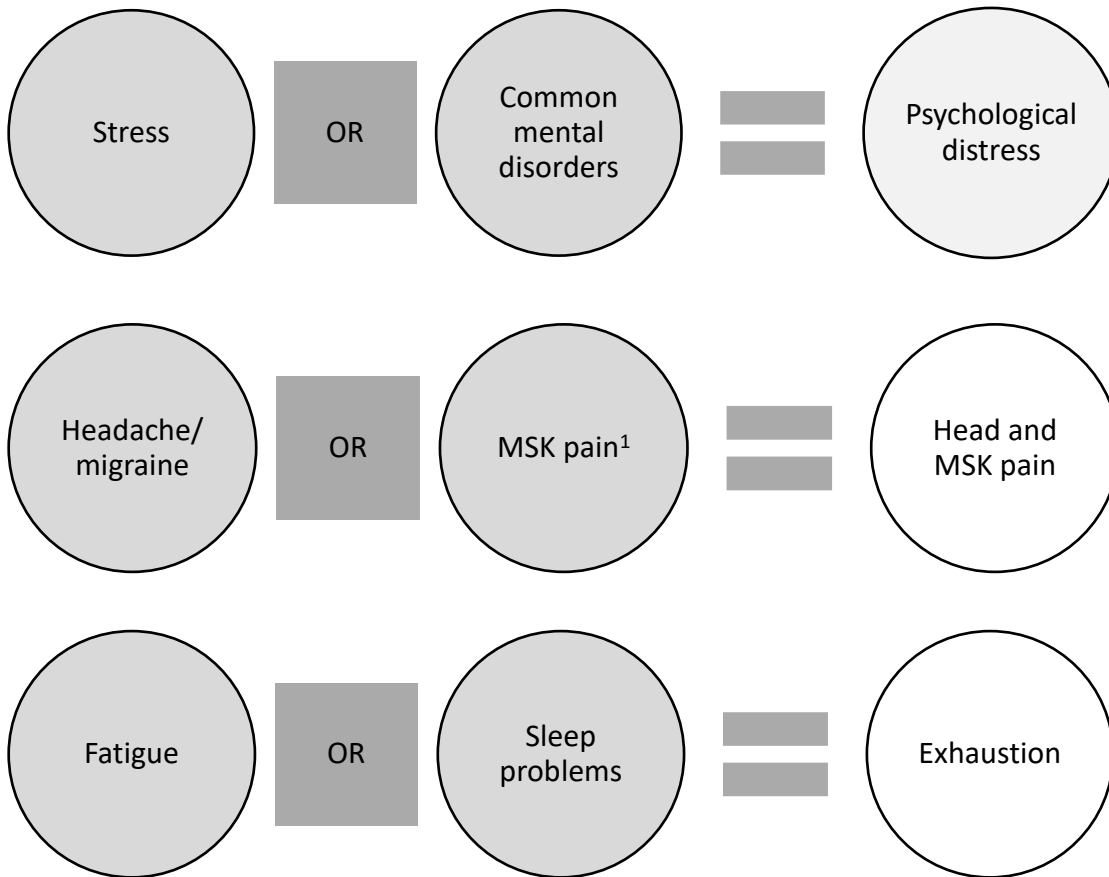 Stress
OR
Common
mental
disorders
Psychological
distress
Headache/
migraine
OR
MSK pain¹
Head and
MSK pain
Fatigue
OR
Sleep
problems
Exhaustion